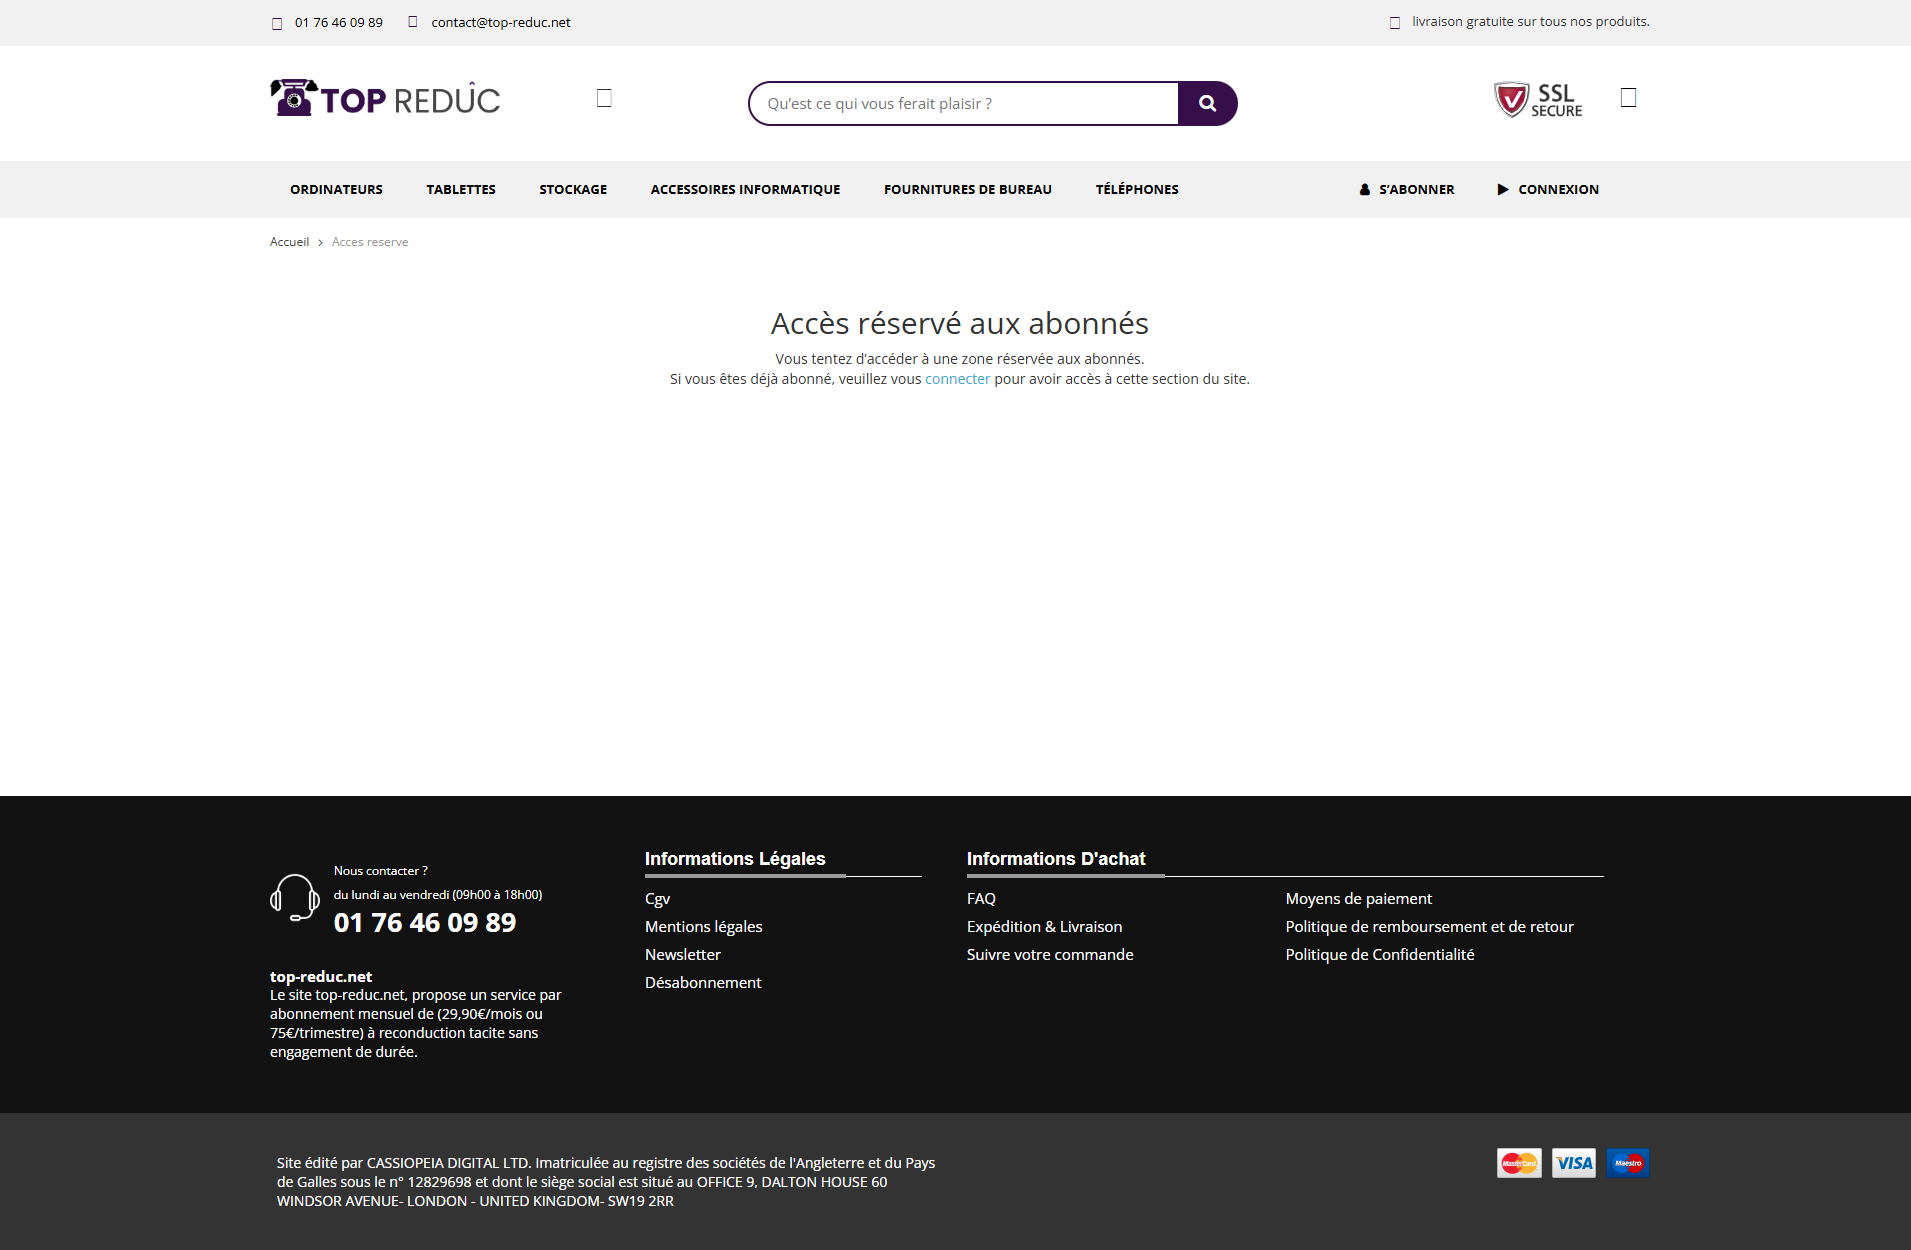 01 76 46 09 89
contact@top-reduc.net
livraison gratuite sur tous nos produits.
TOP REDÛC
Qu’est ce qui vous ferait plaisir ?
SSL
SECURE
ORDINATEURS
TABLETTES
STOCKAGE
ACCESSOIRES INFORMATIQUE
FOURNITURES DE BUREAU
TÉLÉPHONES
S’ABONNER
CONNEXION
Accueil
Acces reserve
Accès réservé aux abonnés
Vous tentez d’accéder à une zone réservée aux abonnés.
Si vous êtes déjà abonné, veuillez vous connecter pour avoir accès à cette section du site.
Nous contacter ?
du lundi au vendredi (09h00 à 18h00)
01 76 46 09 89
top-reduc.net
Le site top-reduc.net, propose un service par
abonnement mensuel de (29,90€/mois ou
75€/trimestre) à reconduction tacite sans
engagement de durée.
Informations Légales
Cgv
Mentions légales
Newsletter
Désabonnement
Informations D'achat
FAQ
Expédition & Livraison
Suivre votre commande
Moyens de paiement
Politique de remboursement et de retour
Politique de Confidentialité
Site édité par CASSIOPEIA DIGITAL LTD. Imatriculée au registre des sociétés de l'Angleterre et du Pays
de Galles sous le n° 12829698 et dont le siège social est situé au OFFICE 9, DALTON HOUSE 60
WINDSOR AVENUE- LONDON - UNITED KINGDOM- SW19 2RR
MasterCard
VISA
Maestro